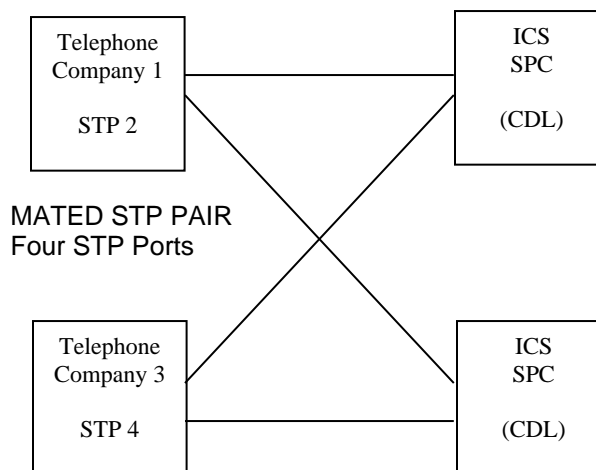 Telephone
Company 1
STP 2
ICS
SPC
(CDL)
MATED STP PAIR
Four STP Ports
Telephone
Company 3
STP 4
ICS
SPC
(CDL)